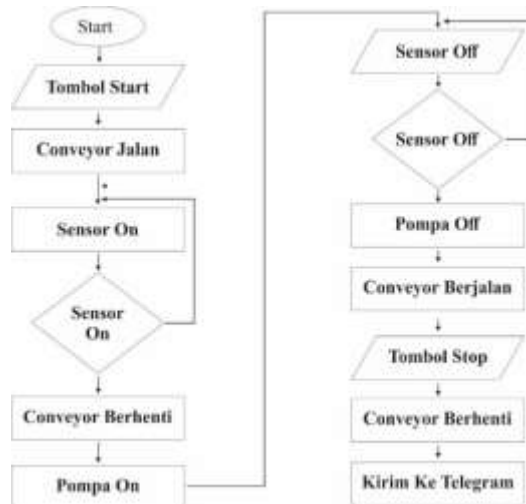 Start
Tombol Start
Conveyor Jalan
Sensor On
Sensor
On
Conveyor Berhenti
Pompa On
Sensor Off
Sensor Off
Pompa Off
Conveyor Berjalan
Tombol Stop
Conveyor Berhenti
Kirim Ke Telegram